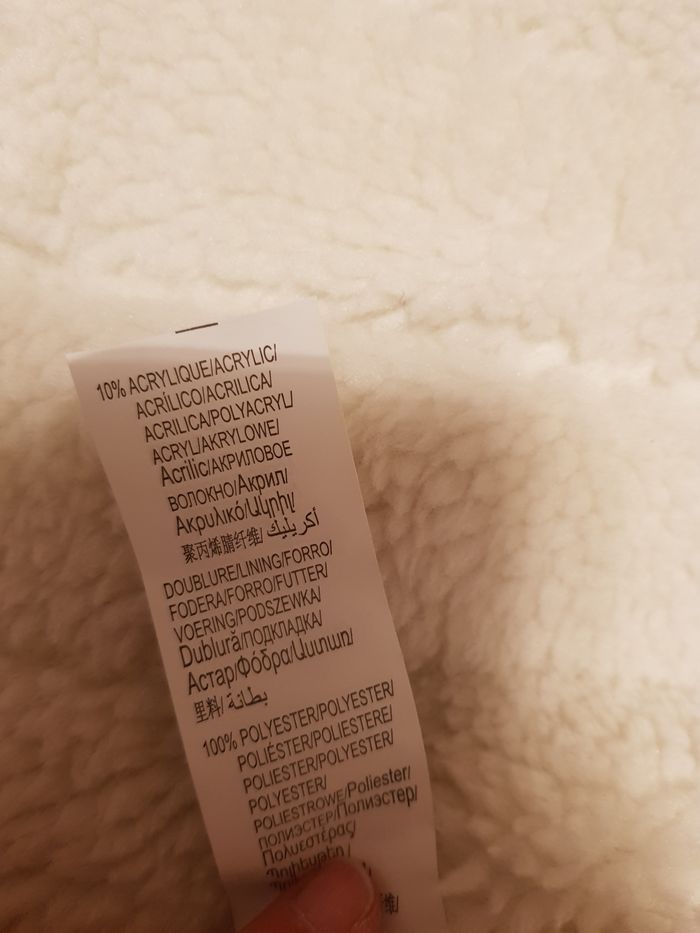 10% ACRYLIQUE/ACRYLIC/
ACRÍLICO/ACRILICA/
ACRILICA/POLYACRYL/
ACRYL/AKRYLOWE/
Acrilic/АКРИЛОВОЕ
ВОЛОКНО/Акрил/
Ακρυλικό/Ակրիլ/
聚丙烯腈纤维/ أكريليك
DOUBLURE/LINING/FORRO/
FODERA/FORRO/FUTTER/
VOERING/PODSZEWKA/
Dublură/ПОДКЛАДКА/
Астар/Φόδρα/Աստառ/
里料/ بطانة
100% POLYESTER/POLYESTER/
POLIÉSTER/POLIESTERE/
POLIESTER/POLYESTER/
POLYESTER/
POLIESTROWE/Poliester/
ПОЛИЭСТЕР/Полиэстер/
Πολυεστέρας/
Պոլիեսթեր /
维/